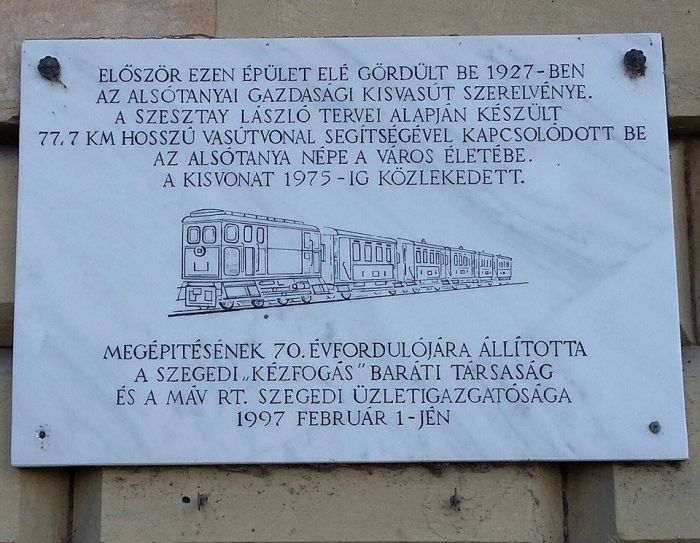 ELŐSZÖR EZEN ÉPÜLET ELÉ GÖRDÜLT BE 1927-BEN
AZ ALSÓTANYAI GAZDASÁGI KISVASÚT SZERELVÉNYE.
A SZESZTAY LÁSZLÓ TERVEI ALAPJÁN KÉSZÜLT
77,7 KM HOSSZÚ VASÚTVONAL SEGÍTSÉGÉVEL KAPCSOLÓDOTT BE
AZ ALSÓTANYA NÉPE A VÁROS ÉLETÉBE.
A KISVONAT 1975-IG KÖZLEKEDETT.
MEGÉPITÉSÉNEK 70. ÉVFORDULÓJÁRA ÁLLÍTOTTA
A SZEGEDI „KÉZFOGÁS” BARÁTI TÁRSASÁG
ÉS A MÁV RT. SZEGEDI ÜZLETIGAZGATÓSÁGA
1997 FEBRUÁR 1-JÉN